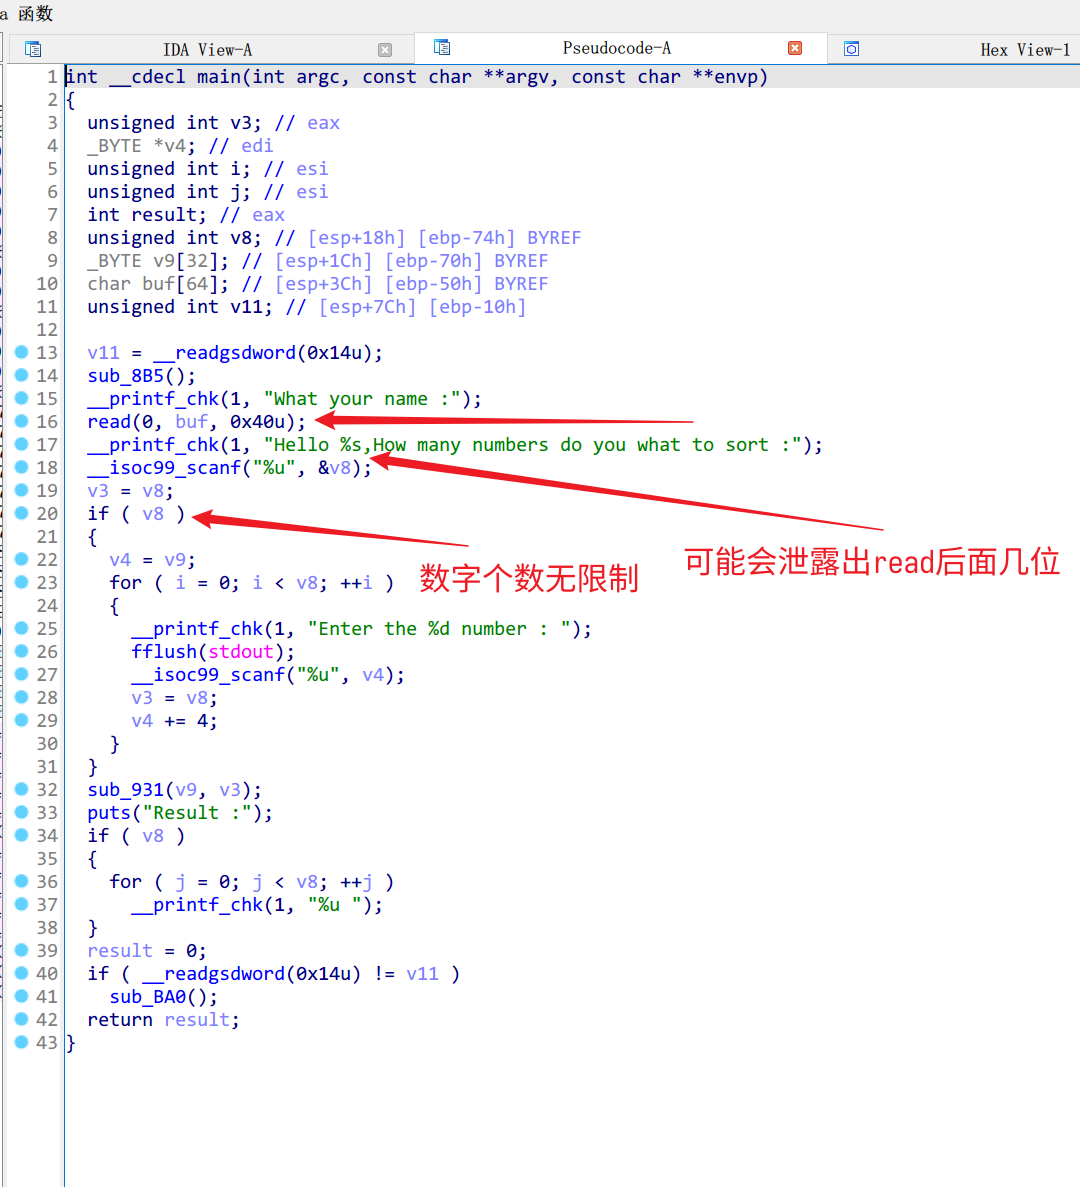 a 函数
IDA View-A
Pseudocode-A
Hex View-1
1 int __cdecl main(int argc, const char **argv, const char **envp)
2 {
3 unsigned int v3; // eax
4 _BYTE *v4; // edi
5 unsigned int i; // esi
6 unsigned int j; // esi
7 int result; // eax
8 unsigned int v8; // [esp+18h] [ebp-74h] BYREF
9 _BYTE v9[32]; // [esp+1Ch] [ebp-70h] BYREF
10 char buf[64]; // [esp+3Ch] [ebp-50h] BYREF
11 unsigned int v11; // [esp+7Ch] [ebp-10h]
12
13 v11 = __readgsdword(0x14u);
14 sub_8B5();
15 __printf_chk(1, "What your name :");
16 read(0, buf, 0x40u);
17 __printf_chk(1, "Hello %s,How many numbers do you what to sort :");
18 __isoc99_scanf("%u", &v8);
19 v3 = v8;
20 if ( v8 )
21 {
22 v4 = v9;
23 for ( i = 0; i < v8; ++i )
数字个数无限制
可能会泄露出read后面几位
24 {
25 __printf_chk(1, "Enter the %d number : ");
26 fflush(stdout);
27 __isoc99_scanf("%u", v4);
28 v3 = v8;
29 v4 += 4;
30 }
31 }
32 sub_931(v9, v3);
33 puts("Result :");
34 if ( v8 )
35 {
36 for ( j = 0; j < v8; ++j )
37 __printf_chk(1, "%u ");
38 }
39 result = 0;
40 if ( __readgsdword(0x14u) != v11 )
41 sub_BA0();
42 return result;
43 }